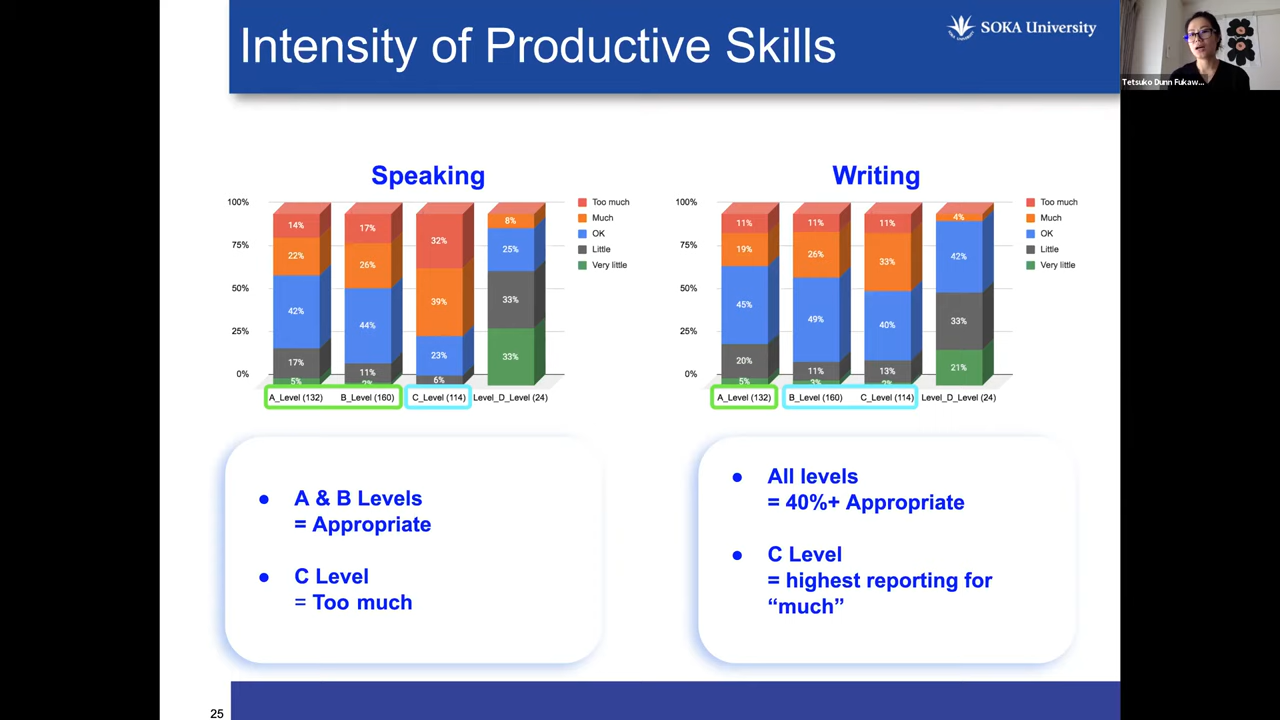 Intensity of Productive Skills
SOKA University
SOKA UNIVERSITY
Tetsuko Dunn Fukaw...
Speaking
100%
75%
50%
25%
0%
14%
22%
42%
17%
5%
17%
26%
44%
11%
2%
32%
39%
23%
6%
8%
25%
33%
33%
A_Level (132)
B_Level (160)
C_Level (114)
Level_D_Level (24)
Too much
Much
OK
Little
Very little
Writing
100%
75%
50%
25%
0%
11%
19%
45%
20%
5%
11%
26%
49%
11%
3%
11%
33%
40%
13%
2%
4%
42%
33%
21%
A_Level (132)
B_Level (160)
C_Level (114)
Level_D_Level (24)
Too much
Much
OK
Little
Very little
● A & B Levels
= Appropriate
● C Level
= Too much
● All levels
= 40%+ Appropriate
● C Level
= highest reporting for
“much”
25